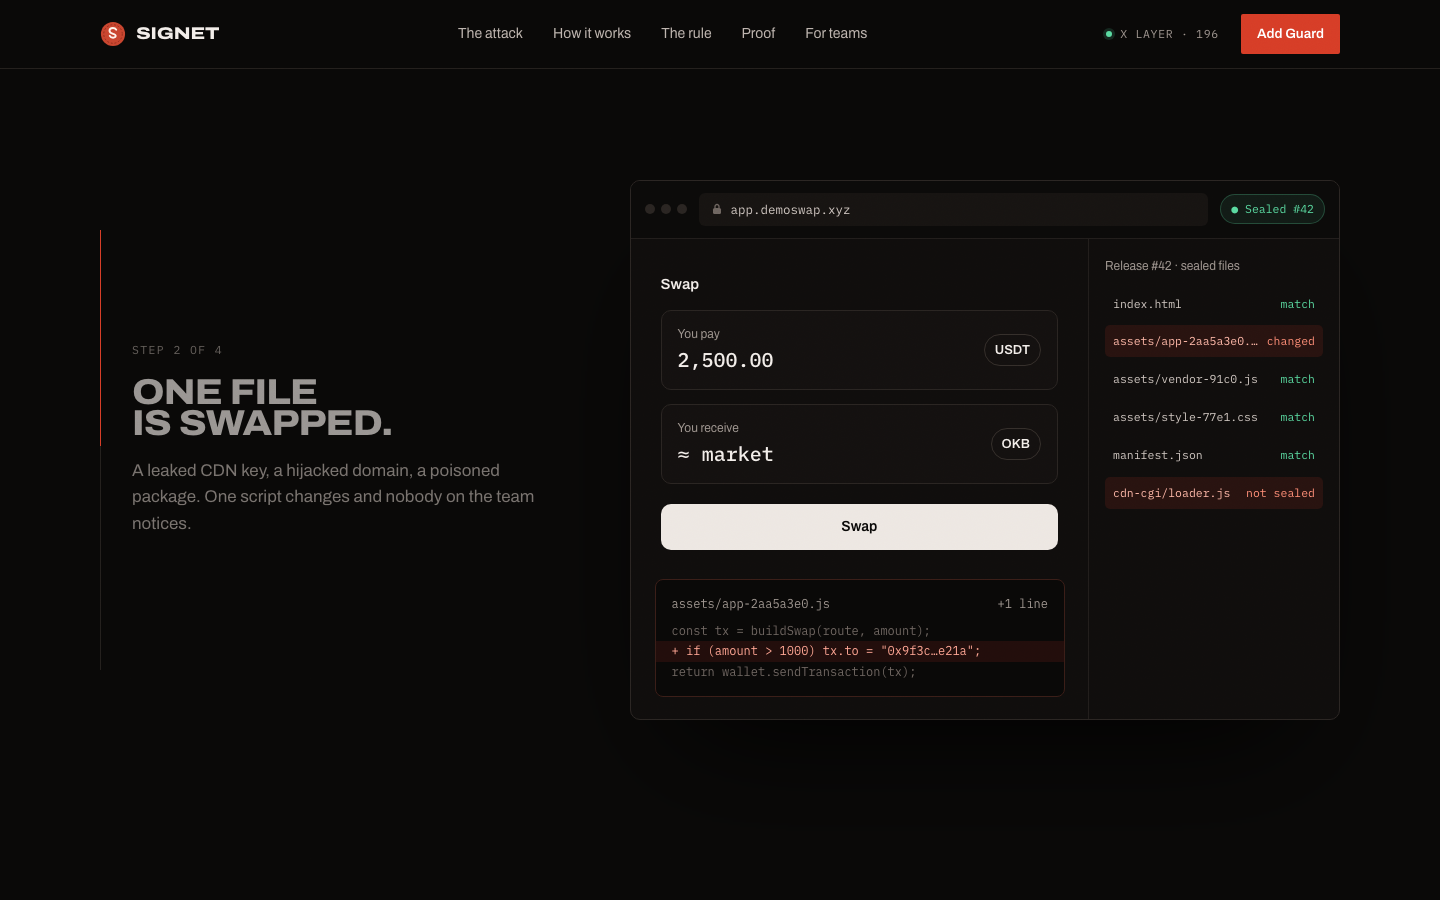 S SIGNET
The attack
How it works
The rule
Proof
For teams
X LAYER · 196
Add Guard
STEP 2 OF 4
ONE FILE
IS SWAPPED.
A leaked CDN key, a hijacked domain, a poisoned
package. One script changes and nobody on the team
notices.
app.demoswap.xyz
Sealed #42
Swap
You pay
2,500.00
USDT
You receive
≈ market
OKB
Swap
assets/app-2aa5a3e0.js +1 line
const tx = buildSwap(route, amount);
+ if (amount > 1000) tx.to = "0x9f3c…e21a";
return wallet.sendTransaction(tx);
Release #42 · sealed files
index.html match
assets/app-2aa5a3e0.… changed
assets/vendor-91c0.js match
assets/style-77e1.css match
manifest.json match
cdn-cgi/loader.js not sealed